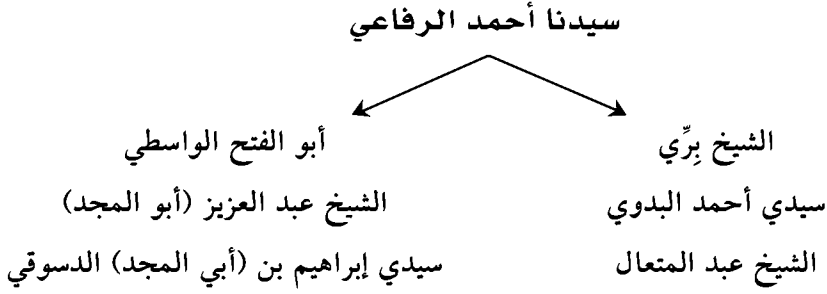 سيدنا أحمد الرفاعي
الشيخ بِرِّي
أبو الفتح الواسطي
سيدي أحمد البدوي
الشيخ عبد العزيز (أبو المجد)
الشيخ عبد المتعال
سيدي إبراهيم بن (أبي المجد) الدسوقي